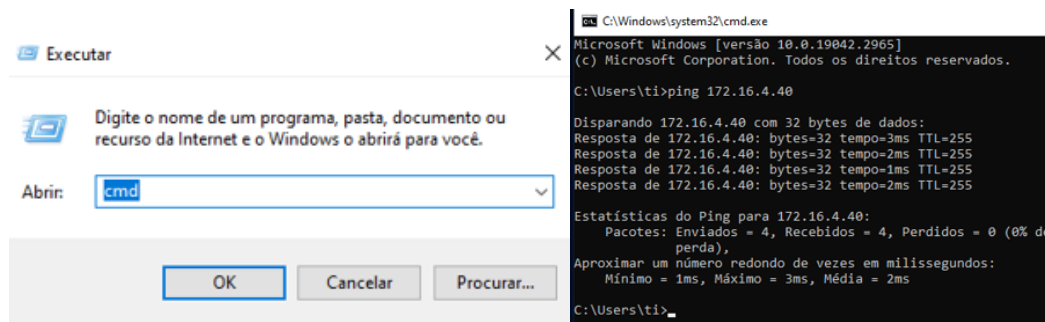 Executar
Digite o nome de um programa, pasta, documento ou
recurso da Internet e o Windows o abrirá para você.
Abrir:
cmd
OK
Cancelar
Procurar...
C:\Windows\system32\cmd.exe
Microsoft Windows [versão 10.0.19042.2965]
(c) Microsoft Corporation. Todos os direitos reservados.
C:\Users\ti>ping 172.16.4.40
Disparando 172.16.4.40 com 32 bytes de dados:
Resposta de 172.16.4.40: bytes=32 tempo=3ms TTL=255
Resposta de 172.16.4.40: bytes=32 tempo=2ms TTL=255
Resposta de 172.16.4.40: bytes=32 tempo=1ms TTL=255
Resposta de 172.16.4.40: bytes=32 tempo=2ms TTL=255
Estatísticas do Ping para 172.16.4.40:
Pacotes: Enviados = 4, Recebidos = 4, Perdidos = 0 (0% de
perda),
Aproximar um número redondo de vezes em milissegundos:
Mínimo = 1ms, Máximo = 3ms, Média = 2ms
C:\Users\ti>